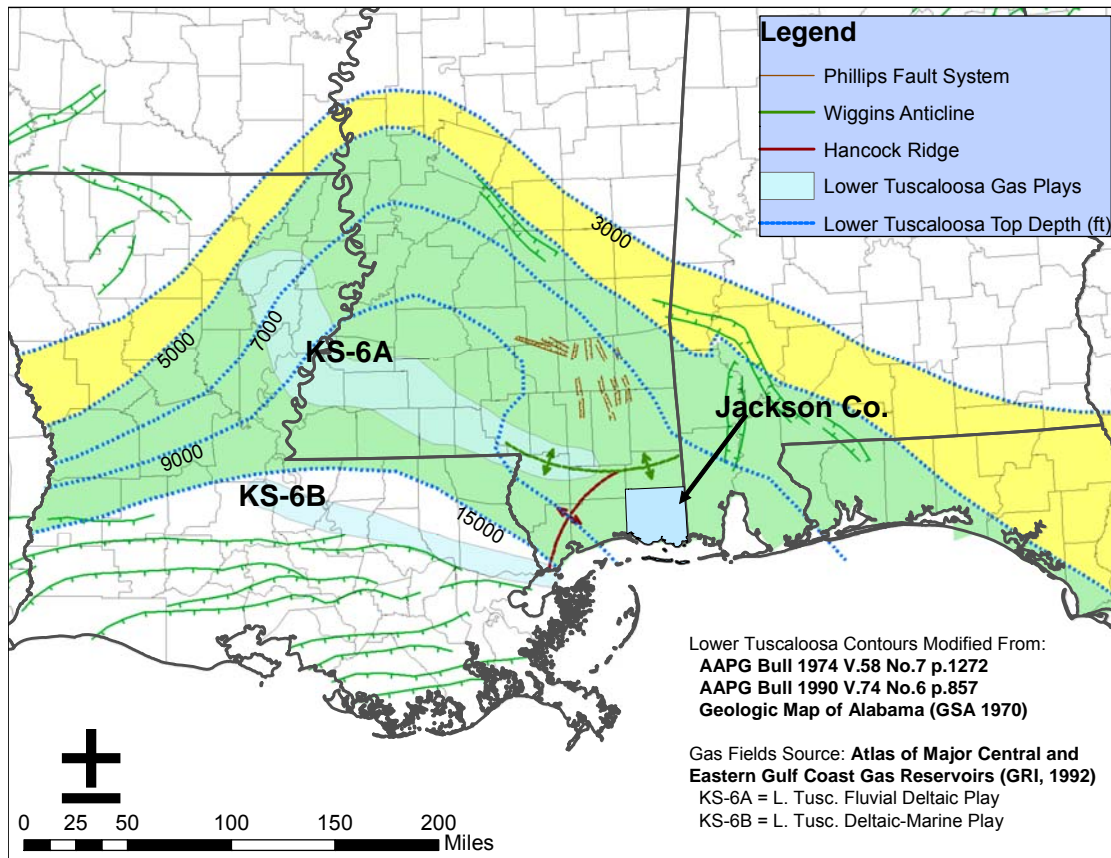 Legend
Phillips Fault System
Wiggins Anticline
Hancock Ridge
Lower Tuscaloosa Gas Plays
Lower Tuscaloosa Top Depth (ft)
3000
5000
7000
KS-6A
Jackson Co.
9000
KS-6B
15000
Lower Tuscaloosa Contours Modified From:
AAPG Bull 1974 V.58 No.7 p.1272
AAPG Bull 1990 V.74 No.6 p.857
Geologic Map of Alabama (GSA 1970)
Gas Fields Source: Atlas of Major Central and
Eastern Gulf Coast Gas Reservoirs (GRI, 1992)
KS-6A = L. Tusc. Fluvial Deltaic Play
KS-6B = L. Tusc. Deltaic-Marine Play
0 25 50 100 150 200
Miles